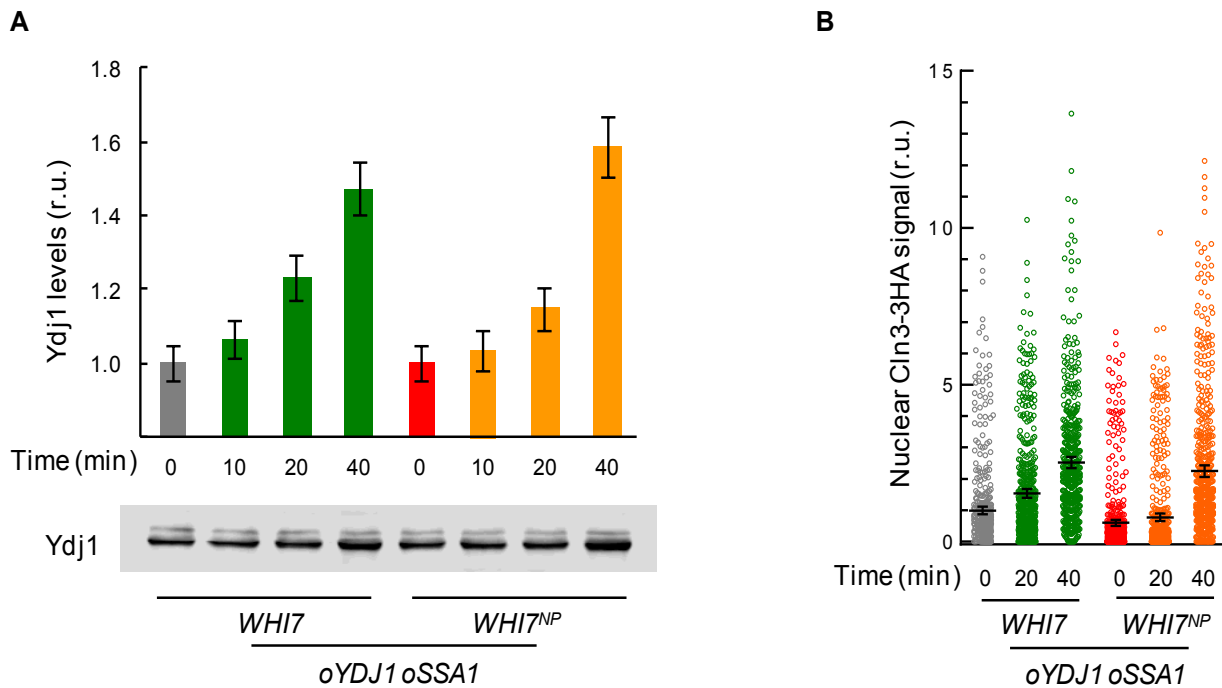 A
Ydj1 levels (r.u.)
1.8
1.6
1.4
1.2
1.0
Time (min) 0 10 20 40 0 10 20 40
Ydj1
WHI7 WHI7NP
oYDJ1 oSSA1
B
Nuclear Cln3-3HA signal (r.u.)
15
10
5
0
Time (min) 0 20 40 0 20 40
WHI7 WHI7NP
oYDJ1 oSSA1